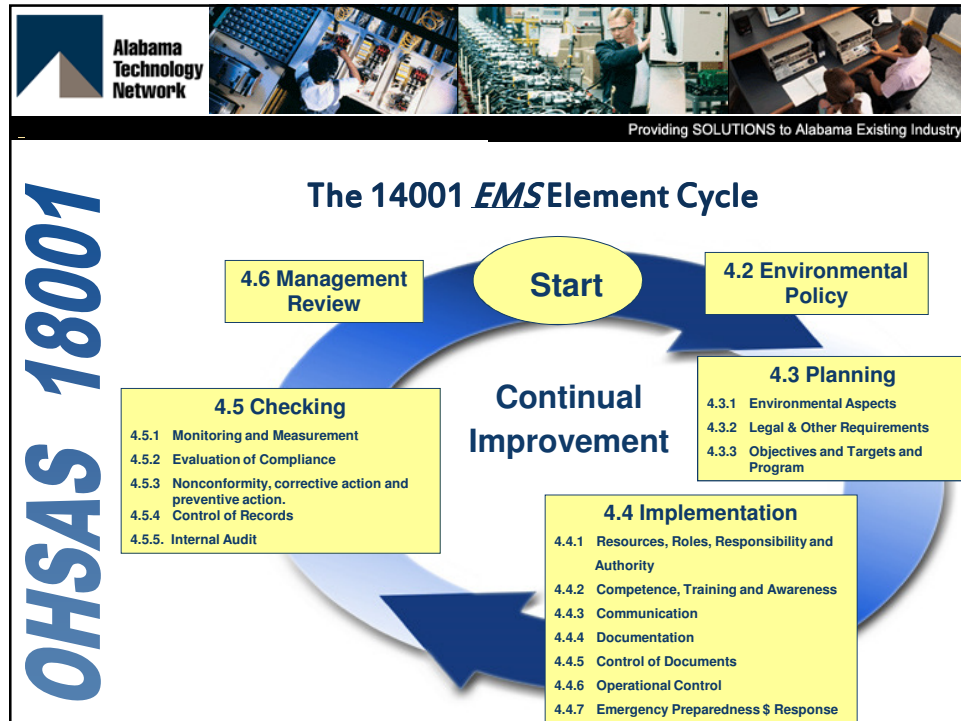 Alabama
Technology
Network
Providing SOLUTIONS to Alabama Existing Industry
OHSAS 18001
The 14001 EMS Element Cycle
Start
4.2 Environmental
Policy
4.3 Planning
4.3.1 Environmental Aspects
4.3.2 Legal & Other Requirements
4.3.3 Objectives and Targets and
Program
4.4 Implementation
4.4.1 Resources, Roles, Responsibility and
Authority
4.4.2 Competence, Training and Awareness
4.4.3 Communication
4.4.4 Documentation
4.4.5 Control of Documents
4.4.6 Operational Control
4.4.7 Emergency Preparedness $ Response
4.5 Checking
4.5.1 Monitoring and Measurement
4.5.2 Evaluation of Compliance
4.5.3 Nonconformity, corrective action and
preventive action.
4.5.4 Control of Records
4.5.5. Internal Audit
4.6 Management
Review
Continual
Improvement